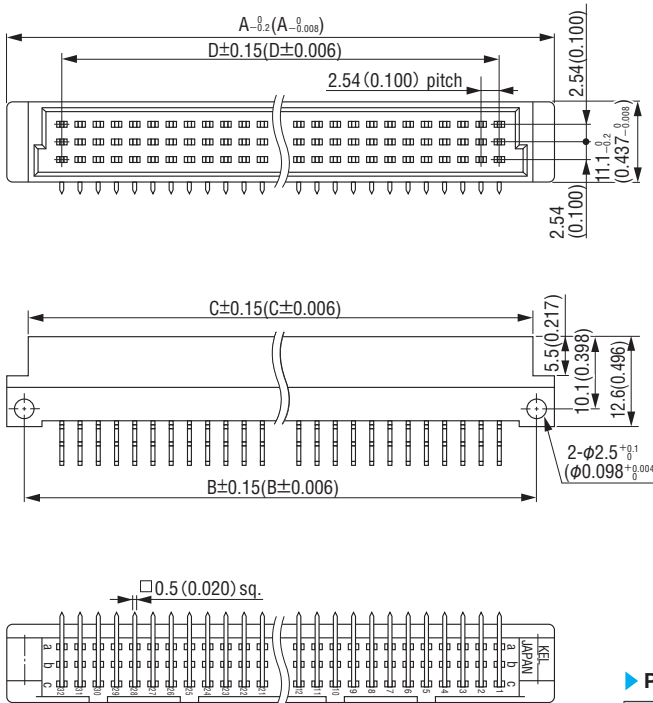 A 0 -0.2 (A 0 -0.008)
D±0.15(D±0.006)
2.54(0.100) pitch
2.54(0.100)
11.1 0 -0.2
(0.437 0 -0.008)
2.54
(0.100)
C±0.15(C±0.006)
5.5(0.217)
10.1(0.398)
12.6(0.496)
2-φ2.5 +0.1 0
(φ0.098 +0.004 0
B±0.15(B±0.006)
□0.5(0.020) sq.
a
b
c
32 31 30 29 28 27 26 25 24 23 22 21 12 11 10 9 8 7 6 5 4 3 2 1
a
b
c
KEL
JAPAN
P